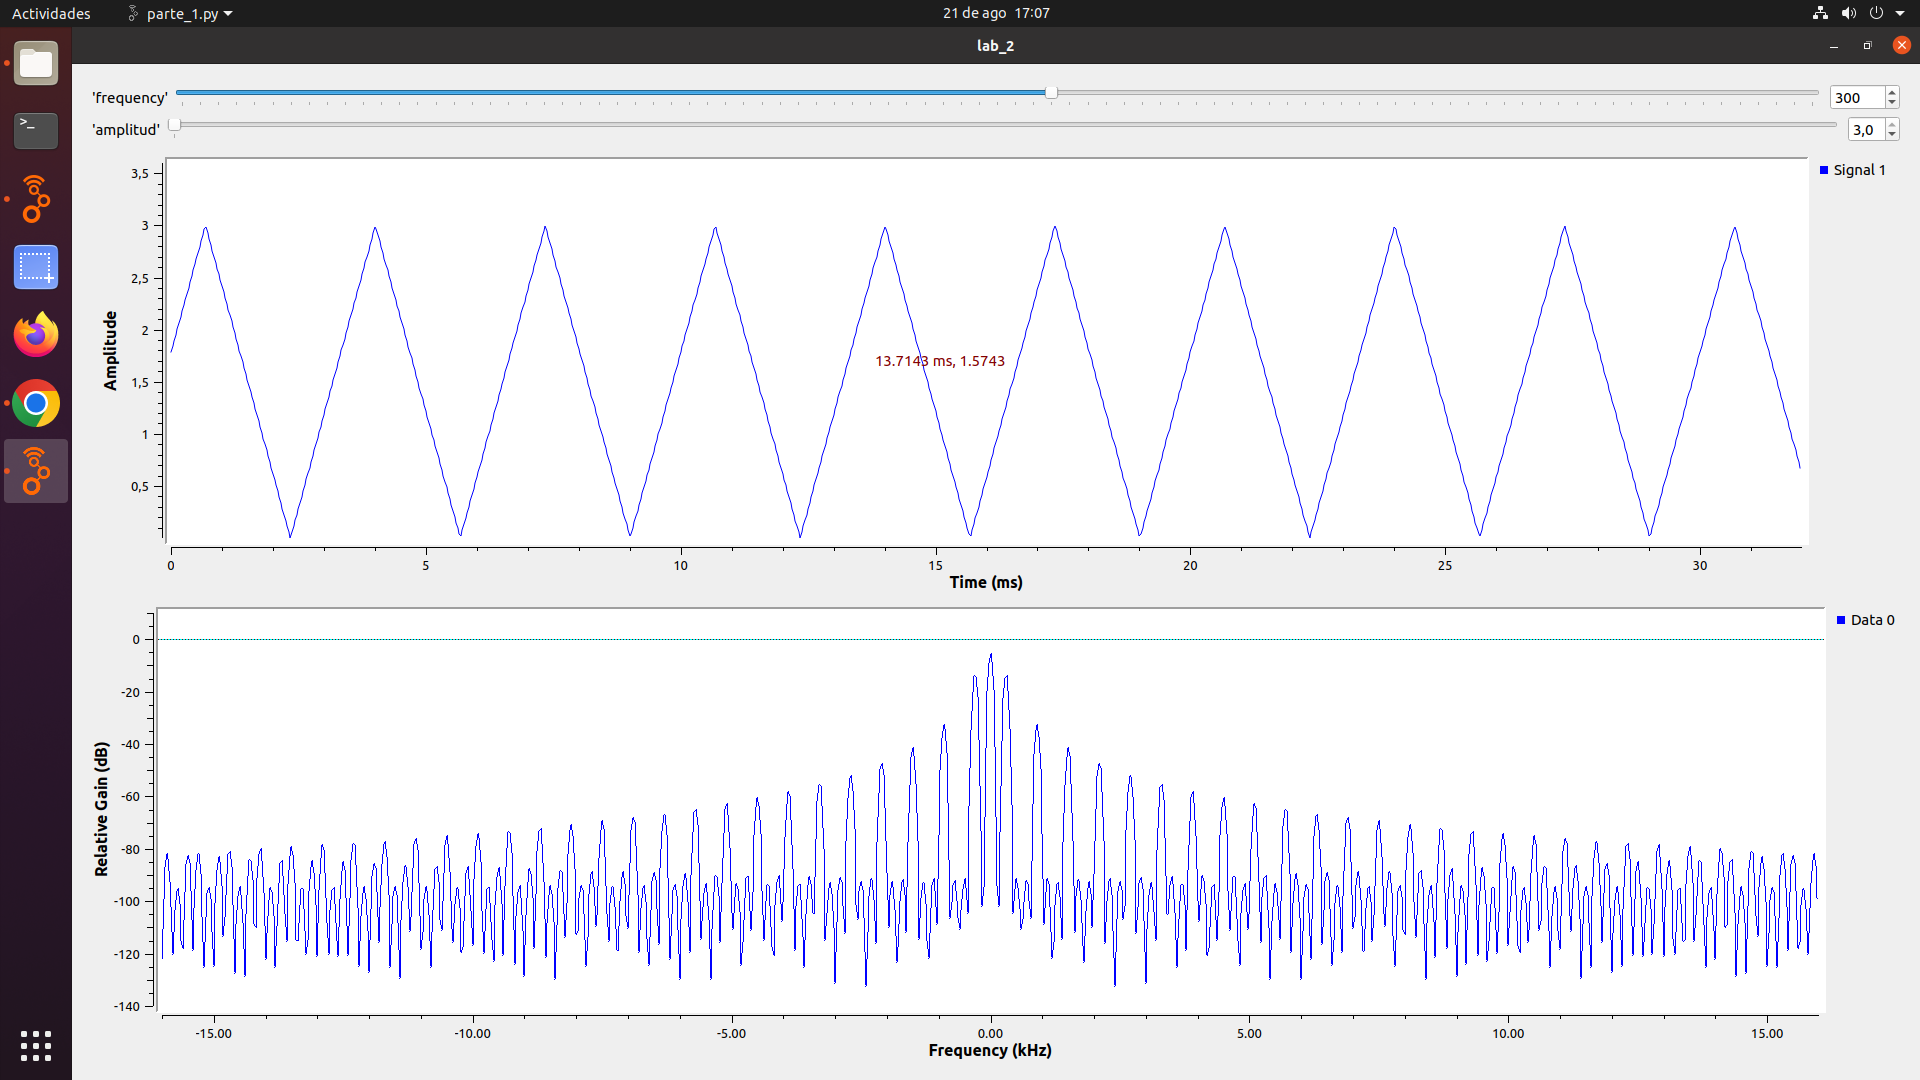 Actividades parte_1.py 21 de ago 17:07
lab_2
'frequency' 300
'amplitud' 3,0
Signal 1
3,5
3
2,5
2
1,5
1
0,5
Amplitude
13.7143 ms, 1.5743
0 5 10 15 20 25 30
Time (ms)
Data 0
0
-20
-40
-60
-80
-100
-120
-140
Relative Gain (dB)
-15.00 -10.00 -5.00 0.00 5.00 10.00 15.00
Frequency (kHz)